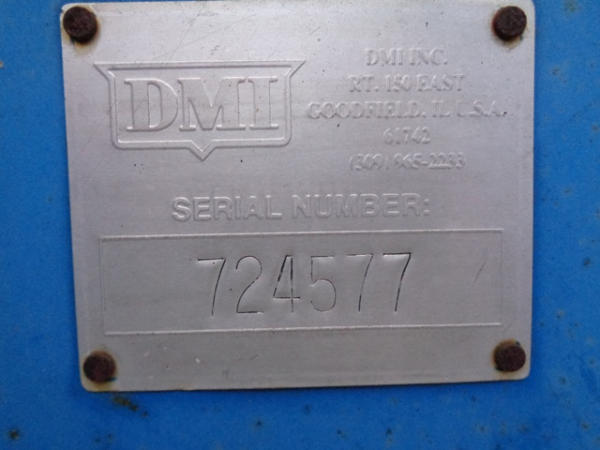 DMI
DMI INC.
RT. 150 EAST
GOODFIELD, IL U.S.A.
61742
(309) 965-2233
SERIAL NUMBER:
724577